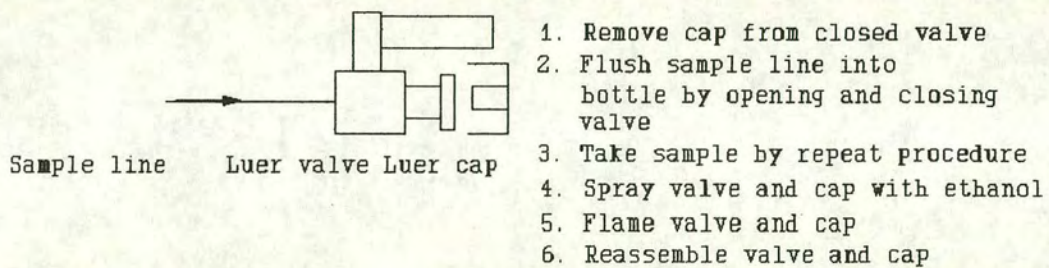 1. Remove cap from closed valve
2. Flush sample line into
bottle by opening and closing
valve
3. Take sample by repeat procedure
4. Spray valve and cap with ethanol
5. Flame valve and cap
6. Reassemble valve and cap
Sample line Luer valve Luer cap